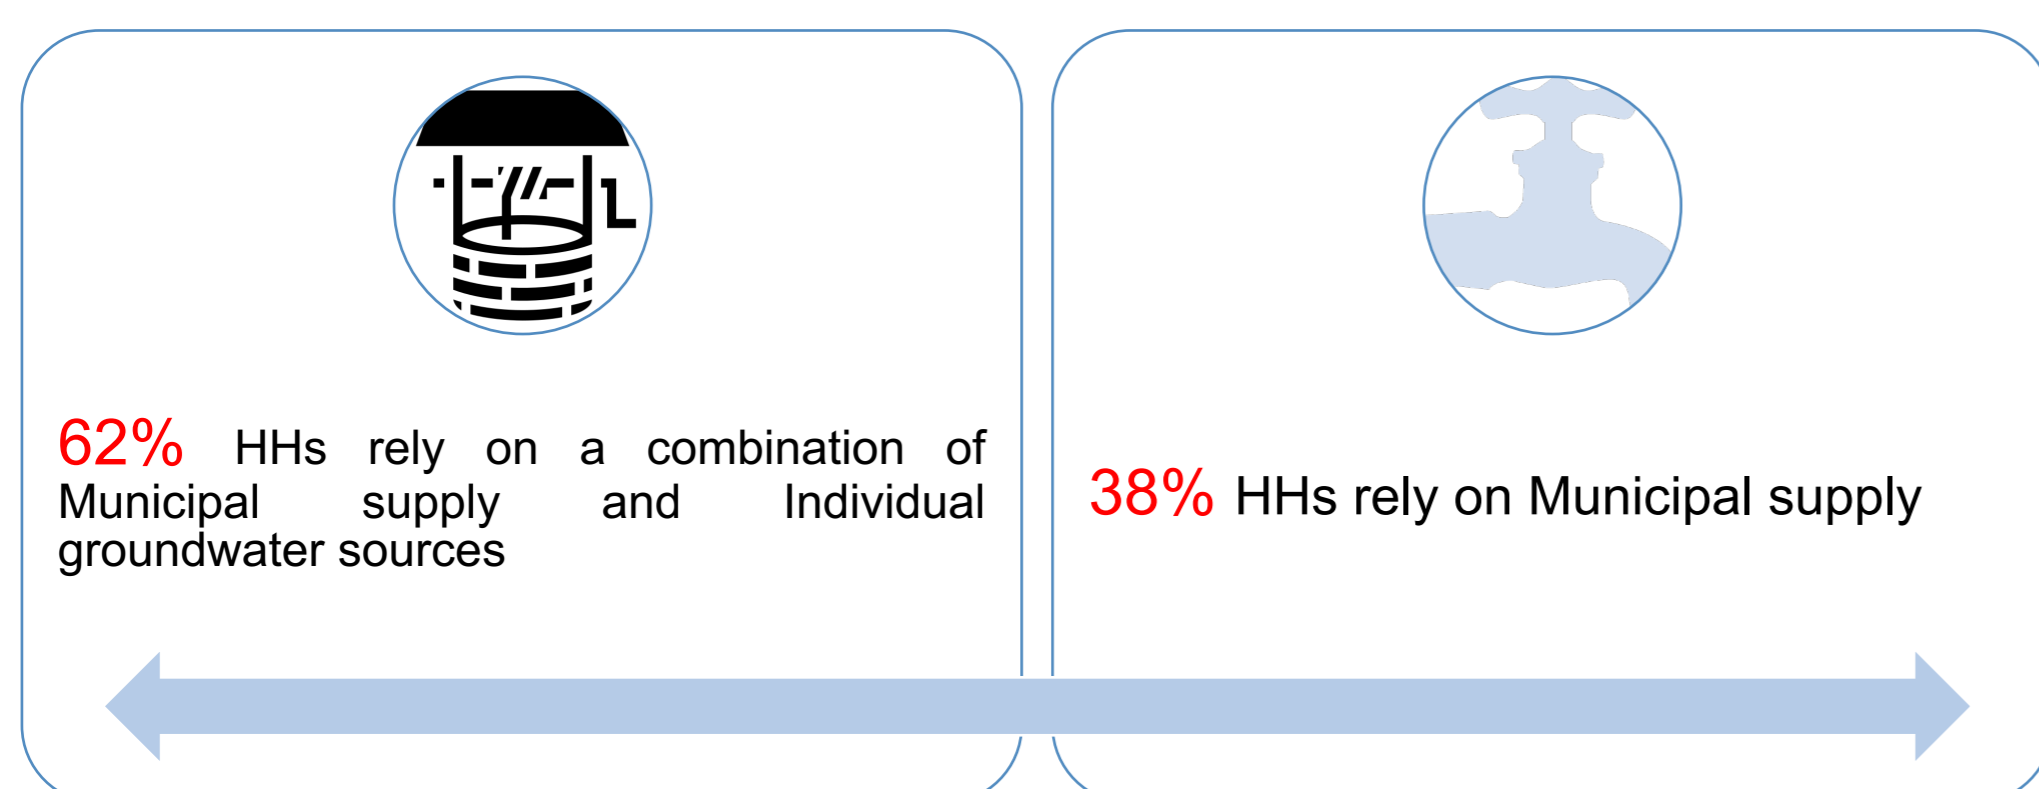 62% HHs rely on a combination of
Municipal supply and Individual
groundwater sources
38% HHs rely on Municipal supply